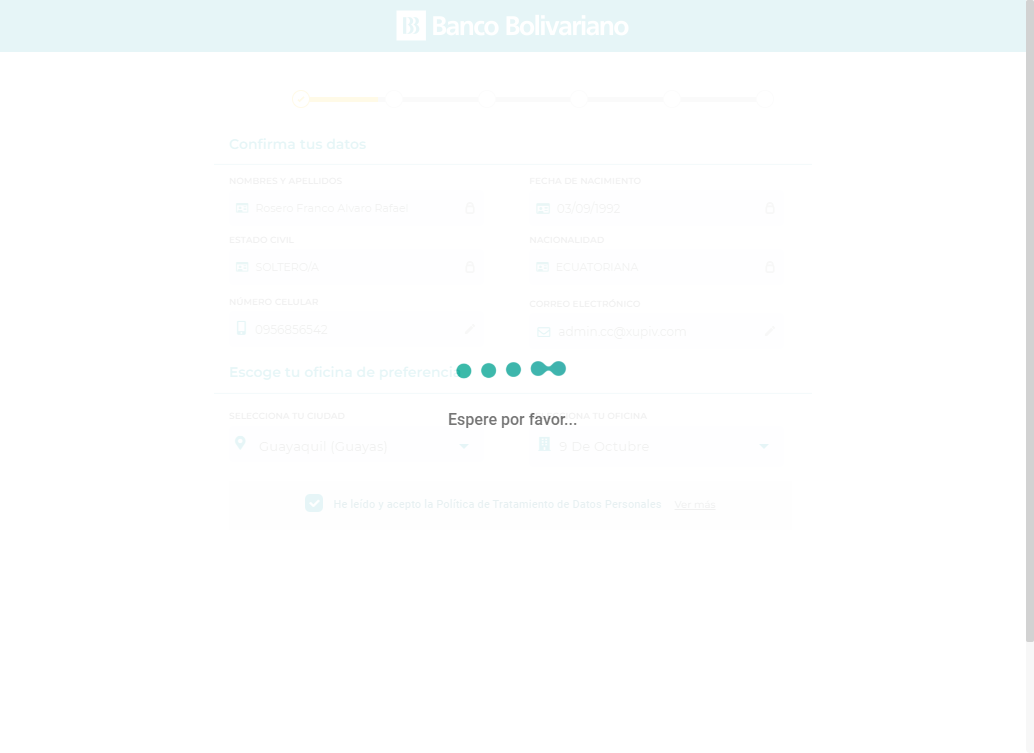 Banco Bolivariano
Confirma tus datos
NOMBRES Y APELLIDOS
FECHA DE NACIMIENTO
Rosero Franco Alvaro Rafael
03/09/1992
ESTADO CIVIL
NACIONALIDAD
SOLTERO/A
ECUATORIANA
NÚMERO CELULAR
CORREO ELECTRÓNICO
0956856542
admin.cc@xupiv.com
Escoge tu oficina de preferencia
SELECCIONA TU CIUDAD
TU OFICINA
Espere por favor...
Guayaquil (Guayas)
9 De Octubre
He leído y acepto la Política de Tratamiento de Datos Personales Ver más